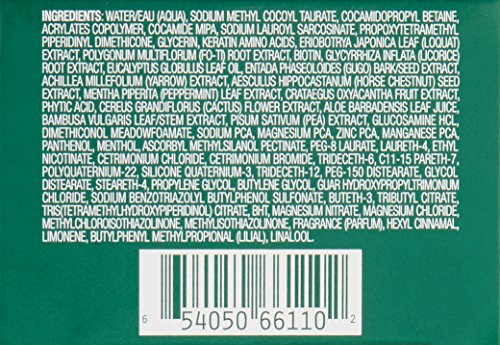 INGREDIENTS: WATER/EAU (AQUA), SODIUM METHYL COCOYL TAURATE, COCAMIDOPROPYL BETAINE,
ACRYLATES COPOLYMER, COCAMIDE MIPA, SODIUM LAUROYL SARCOSINATE, PROPOXYTETRAMETHYL
PIPERIDINYL DIMETHICONE, GLYCERIN, KERATIN AMINO ACIDS, ERIOBOTRYA JAPONICA LEAF (LOQUAT)
EXTRACT, POLYGONUM MULTIFLORUM (FO-TI) ROOT EXTRACT, BIOTIN, GLYCYRRHIZA INFLATA (LICORICE)
ROOT EXTRACT, EUCALYPTUS GLOBULUS LEAF OIL, ENTADA PHASEOLOIDES (GUGO) BARK/SEED EXTRACT,
ACHILLEA MILLEFOLIUM (YARROW) EXTRACT, AESCULUS HIPPOCASTANUM (HORSE CHESTNUT) SEED
EXTRACT, MENTHA PIPERITA (PEPPERMINT) LEAF EXTRACT, CRATAEGUS OXYACANTHA FRUIT EXTRACT,
PHYTIC ACID, CEREUS GRANDIFLORUS (CACTUS) FLOWER EXTRACT, ALOE BARBADENSIS LEAF JUICE,
BAMBUSA VULGARIS LEAF/STEM EXTRACT, PISUM SATIVUM (PEA) EXTRACT, GLUCOSAMINE HCL,
DIMETHICONOL MEADOWFOAMATE, SODIUM PCA, MAGNESIUM PCA, ZINC PCA, MANGANESE PCA,
PANTHENOL, MENTHOL, ASCORBYL METHYLSILANOL PECTINATE, PEG-8 LAURATE, LAURETH-4, ETHYL
NICOTINATE, CETRIMONIUM CHLORIDE, CETRIMONIUM BROMIDE, TRIDECETH-6, C11-15 PARETH-7,
POLYQUATERNIUM-22, SILICONE QUATERNIUM-3, TRIDECETH-12, PEG-150 DISTEARATE, GLYCOL
DISTEARATE, STEARETH-4, PROPYLENE GLYCOL, BUTYLENE GLYCOL, GUAR HYDROXYPROPYLTRIMONIUM
CHLORIDE, SODIUM BENZOTRIAZOLYL BUTYLPHENOL SULFONATE, BUTETH-3, TRIBUTYL CITRATE,
TRIS(TETRAMETHYLHYDROXYPIPERIDINOL) CITRATE, BHT, MAGNESIUM NITRATE, MAGNESIUM CHLORIDE,
METHYLCHLOROISOTHIAZOLINONE, METHYLISOTHIAZOLINONE, FRAGRANCE (PARFUM), HEXYL CINNAMAL,
LIMONENE, BUTYLPHENYL METHYLPROPIONAL (LILIAL), LINALOOL.
6 54050 66110 2